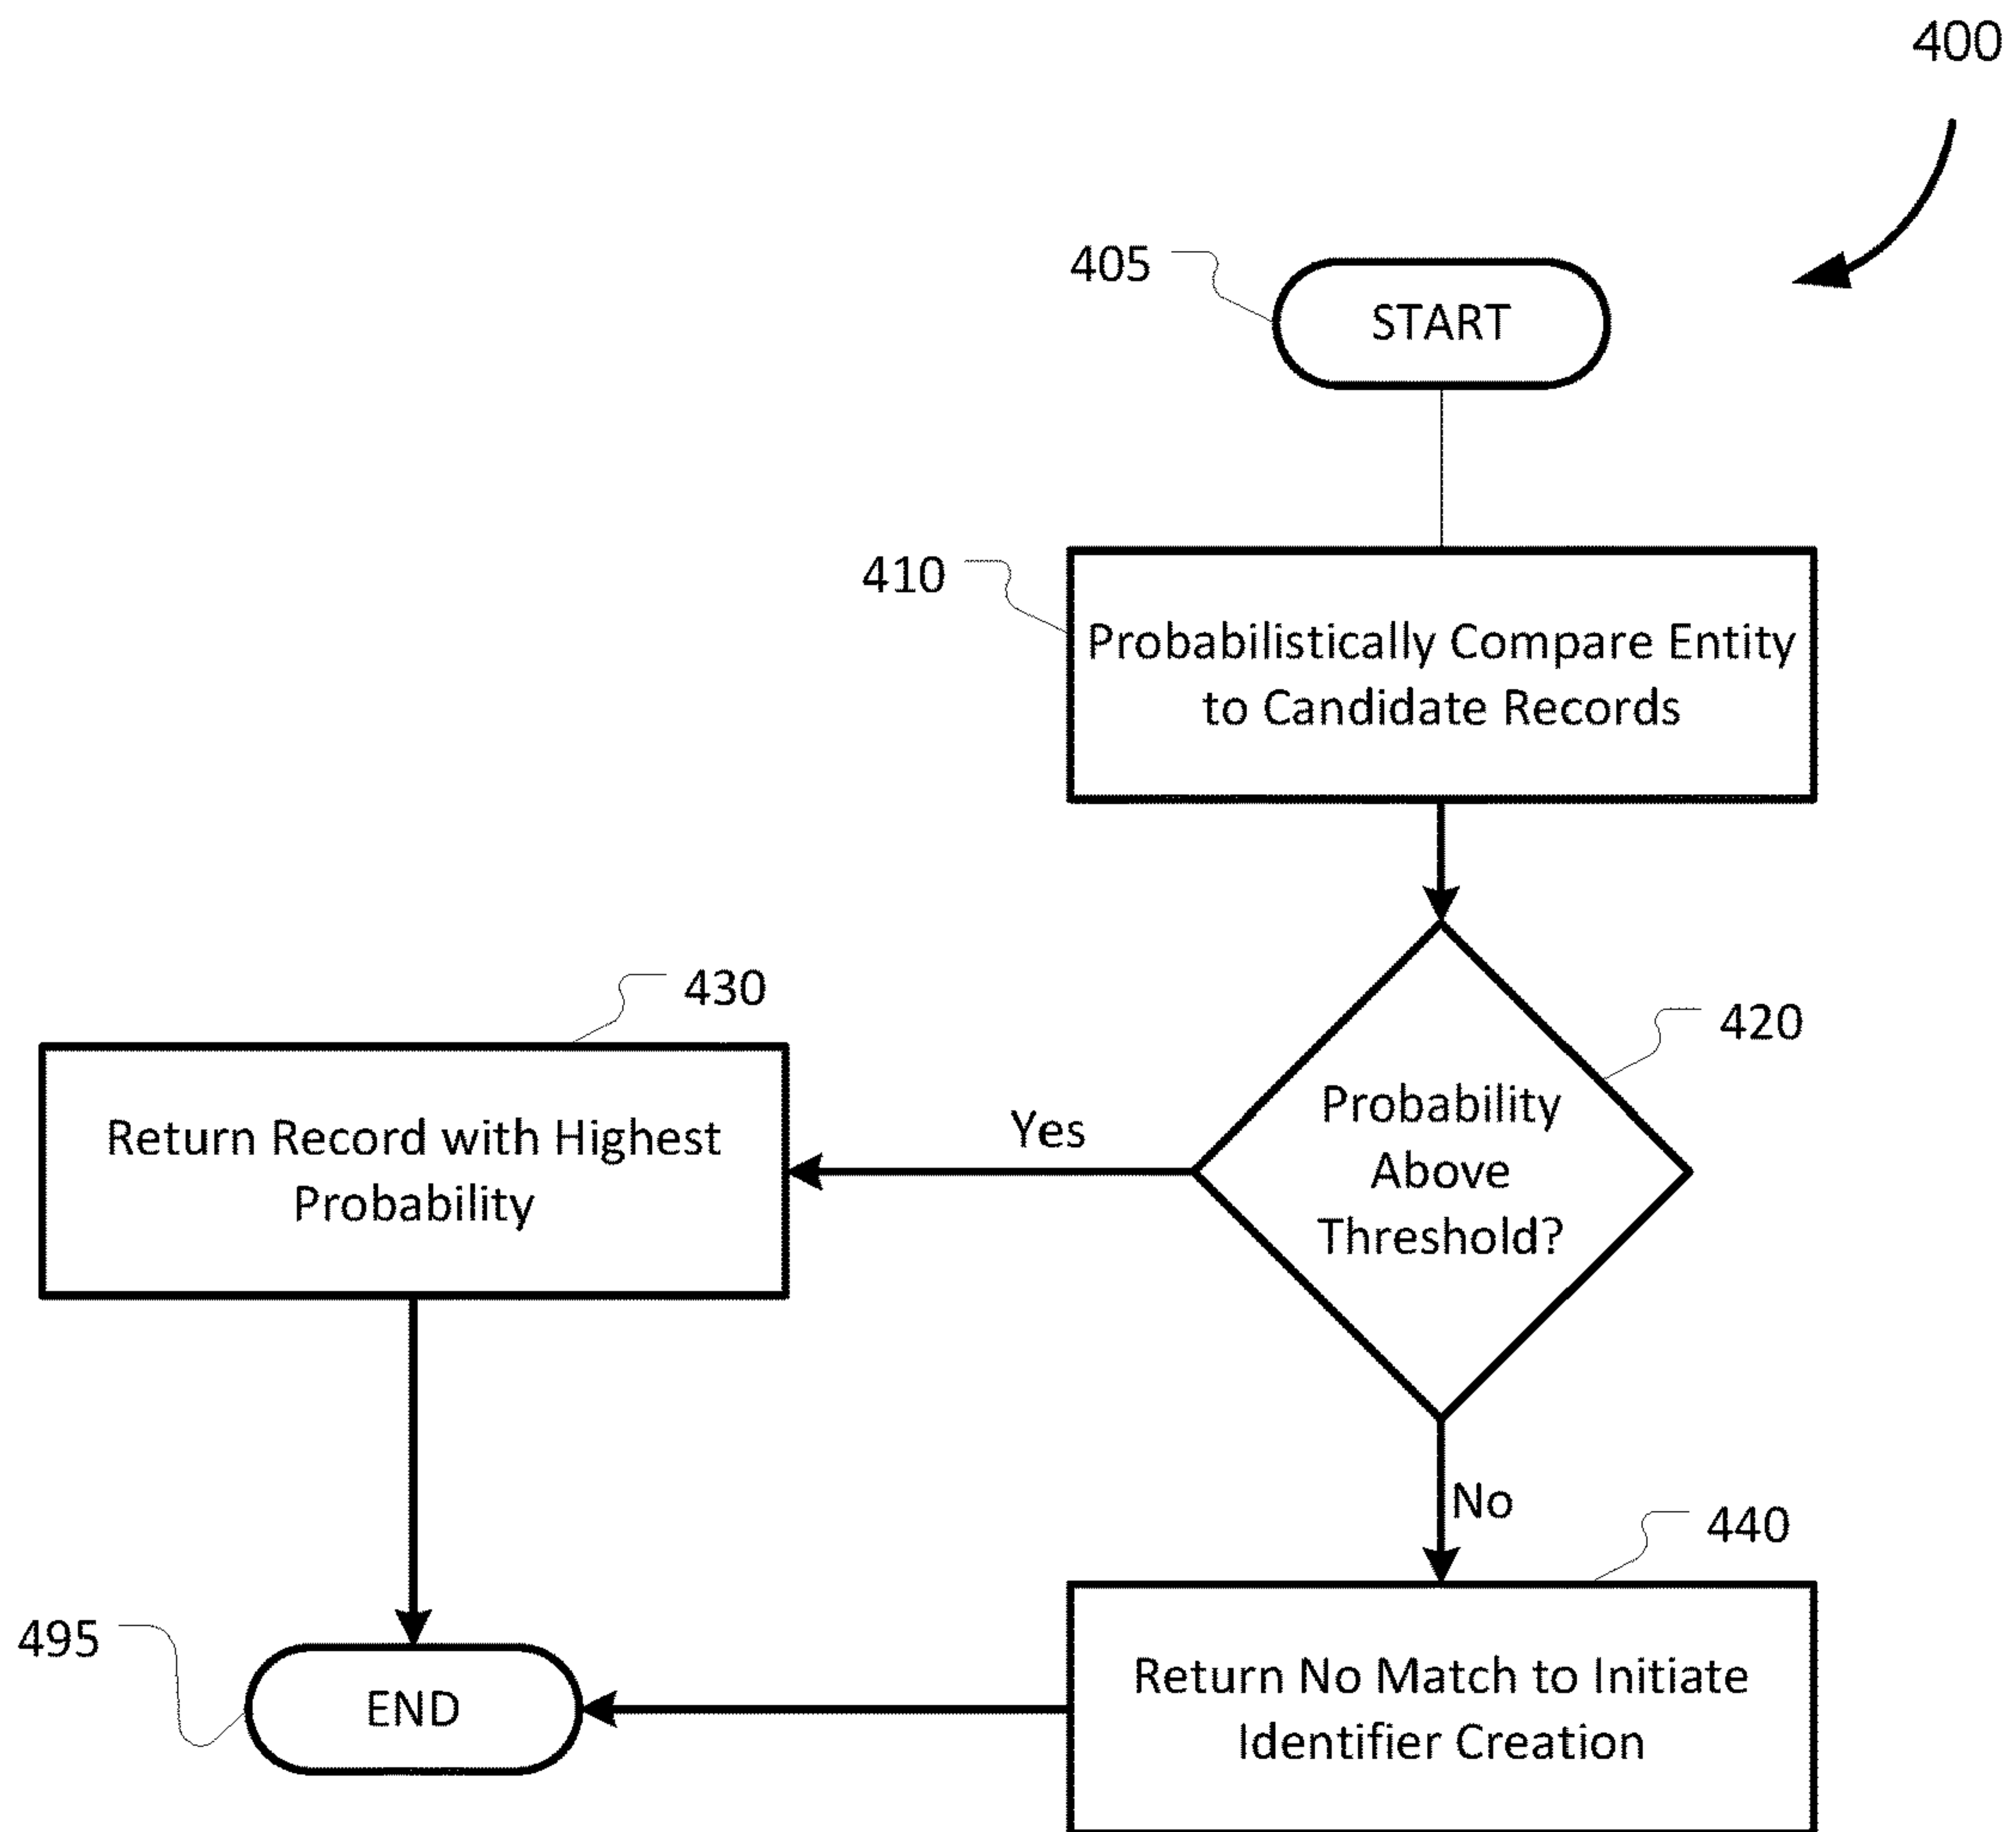 400
405
START
410
Probabilistically Compare Entity
to Candidate Records
430
420
Probability
Above
Threshold?
Yes
Return Record with Highest
Probability
No
440
495
END
Return No Match to Initiate
Identifier Creation